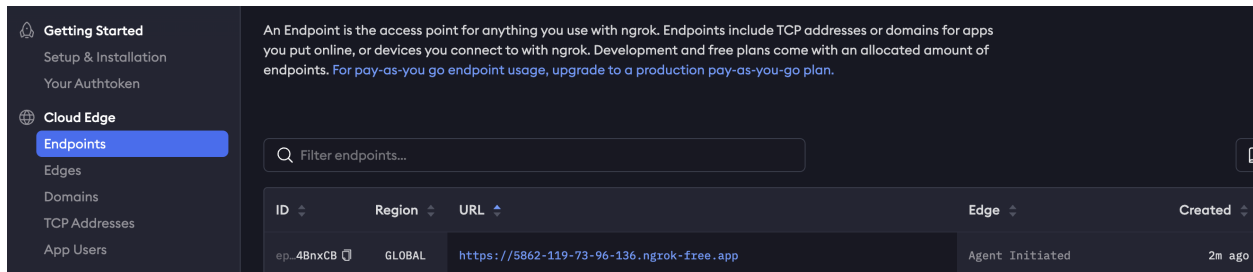 Getting Started
Setup & Installation
Your Authtoken
Cloud Edge
Endpoints
Edges
Domains
TCP Addresses
App Users
An Endpoint is the access point for anything you use with ngrok. Endpoints include TCP addresses or domains for apps
you put online, or devices you connect to with ngrok. Development and free plans come with an allocated amount of
endpoints. For pay-as-you go endpoint usage, upgrade to a production pay-as-you-go plan.
Filter endpoints...
ID Region URL Edge Created
ep…4BnxCB GLOBAL https://5862-119-73-96-136.ngrok-free.app Agent Initiated 2m ago